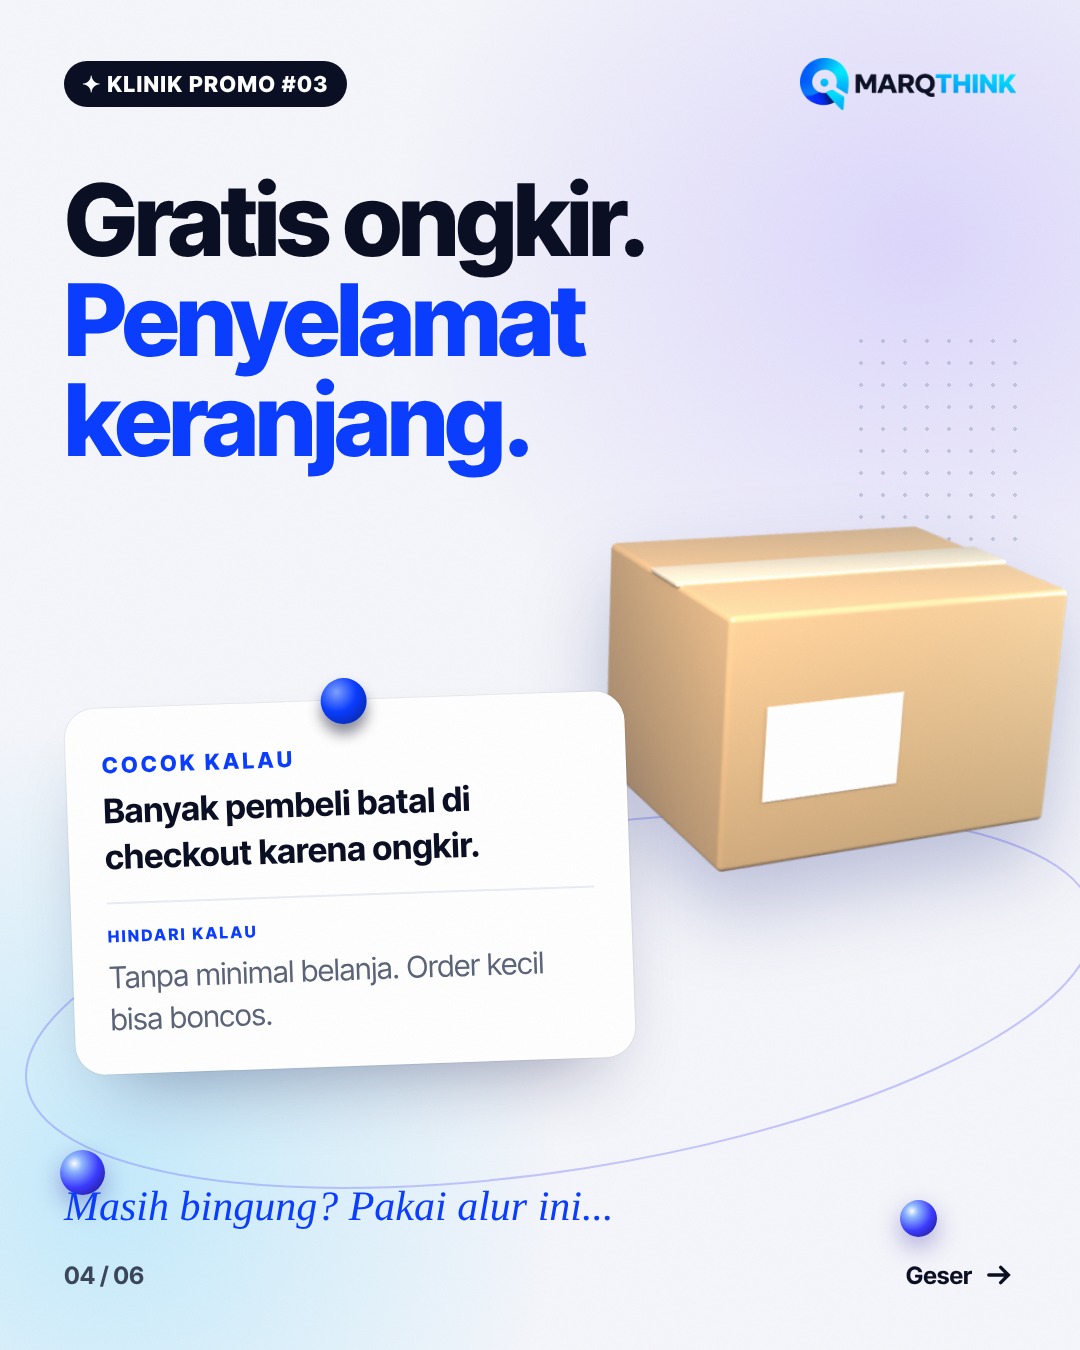 ✦ KLINIK PROMO #03
MARQTHINK
Gratis ongkir.
Penyelamat
keranjang.
COCOK KALAU
Banyak pembeli batal di
checkout karena ongkir.
HINDARI KALAU
Tanpa minimal belanja. Order kecil
bisa boncos.
Masih bingung? Pakai alur ini...
04 / 06
Geser →